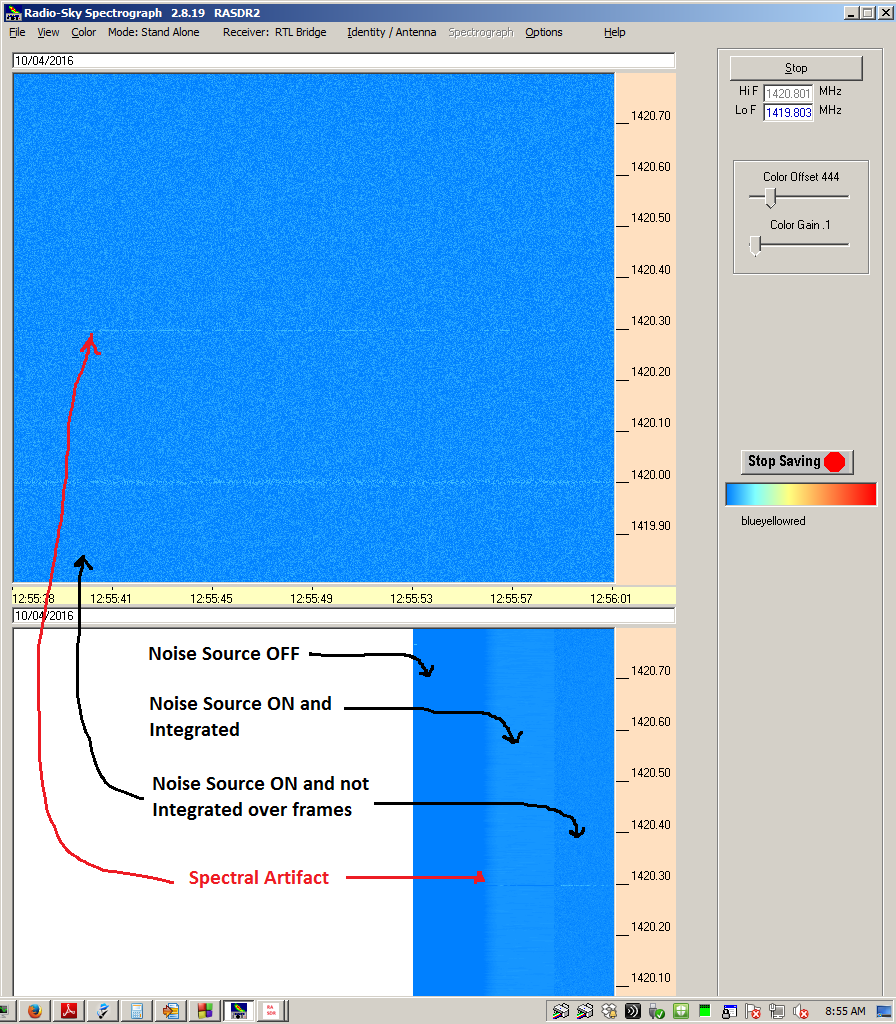 Radio-Sky Spectrograph   2.8.19   RASDR2
File View Color Mode: Stand Alone Receiver: RTL Bridge Identity / Antenna Spectrograph Options Help
10/04/2016
1420.70
1420.60
1420.50
1420.40
1420.30
1420.20
1420.10
1420.00
1419.90
12:55:38 12:55:41 12:55:45 12:55:49 12:55:53 12:55:57 12:56:01
Stop
Hi F 1420.801 MHz
Lo F 1419.803 MHz
Color Offset 444
Color Gain .1
Stop Saving
blueyellowred
10/04/2016
Noise Source OFF
Noise Source ON and
Integrated
Noise Source ON and not
Integrated over frames
Spectral Artifact
1420.70
1420.60
1420.50
1420.40
1420.30
1420.20
1420.10
8:55 AM